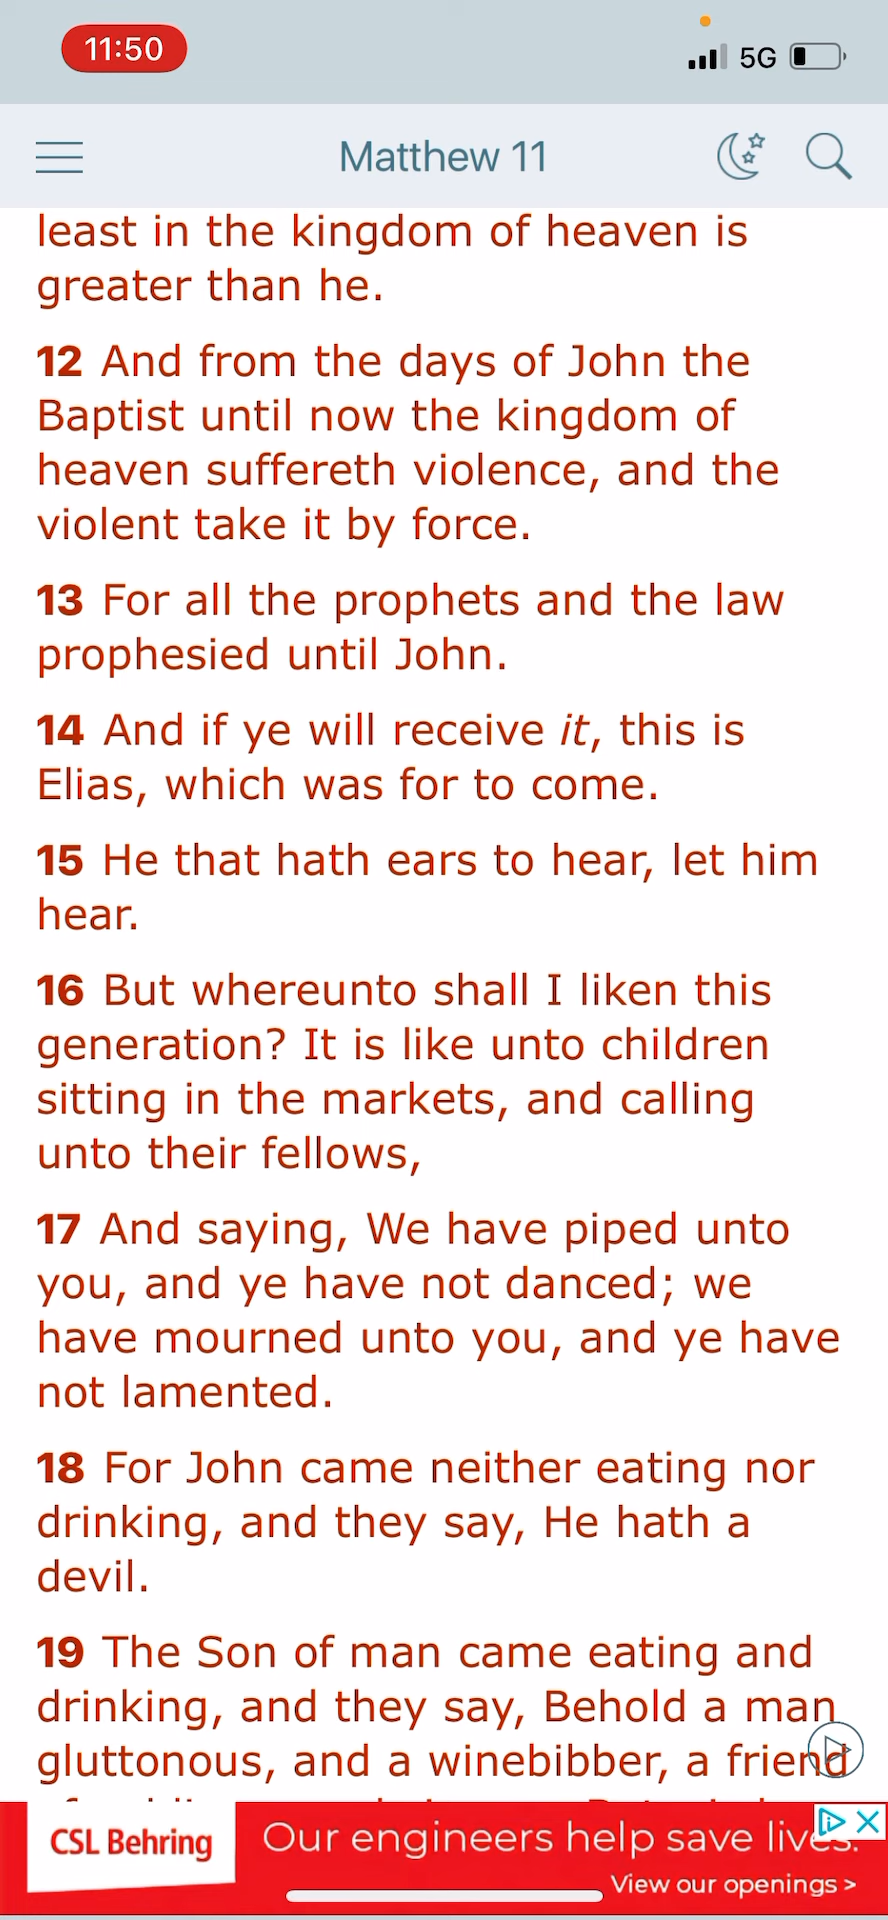 11:50
5G
Matthew 11
least in the kingdom of heaven is
greater than he.
12 And from the days of John the
Baptist until now the kingdom of
heaven suffereth violence, and the
violent take it by force.
13 For all the prophets and the law
prophesied until John.
14 And if ye will receive it, this is
Elias, which was for to come.
15 He that hath ears to hear, let him
hear.
16 But whereunto shall I liken this
generation? It is like unto children
sitting in the markets, and calling
unto their fellows,
17 And saying, We have piped unto
you, and ye have not danced; we
have mourned unto you, and ye have
not lamented.
18 For John came neither eating nor
drinking, and they say, He hath a
devil.
19 The Son of man came eating and
drinking, and they say, Behold a man
gluttonous, and a winebibber, a friend
CSL Behring
Our engineers help save lives.
View our openings >